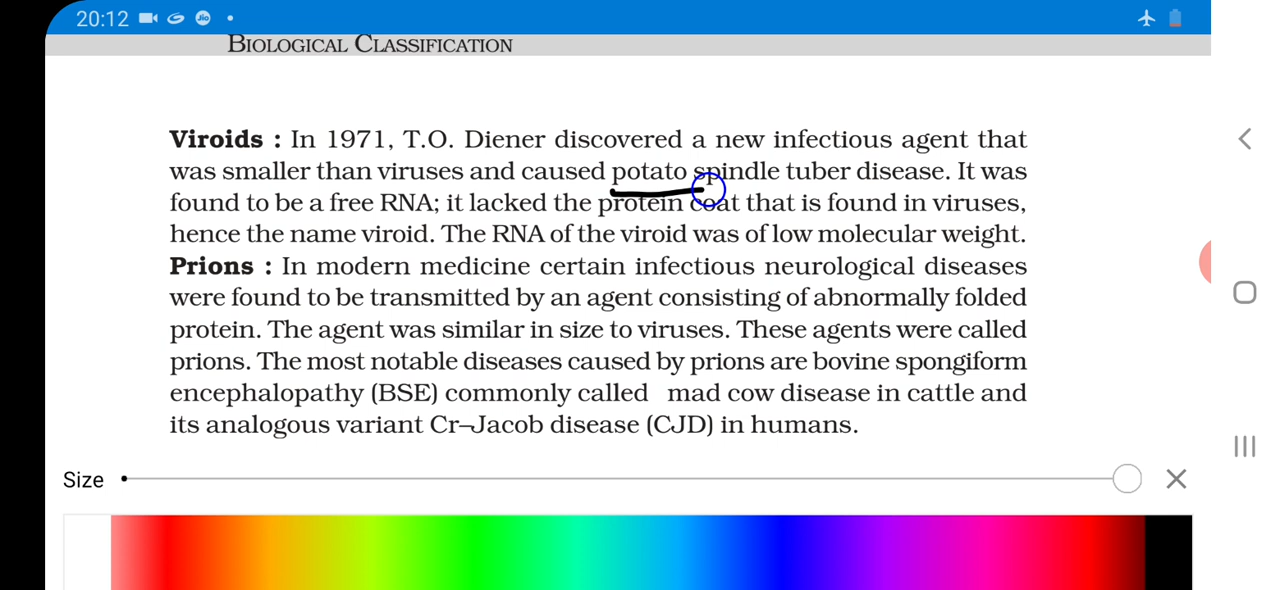 20:12 Jio
BIOLOGICAL CLASSIFICATION
Viroids : In 1971, T.O. Diener discovered a new infectious agent that
was smaller than viruses and caused potato spindle tuber disease. It was
found to be a free RNA; it lacked the protein coat that is found in viruses,
hence the name viroid. The RNA of the viroid was of low molecular weight.
Prions : In modern medicine certain infectious neurological diseases
were found to be transmitted by an agent consisting of abnormally folded
protein. The agent was similar in size to viruses. These agents were called
prions. The most notable diseases caused by prions are bovine spongiform
encephalopathy (BSE) commonly called mad cow disease in cattle and
its analogous variant Cr–Jacob disease (CJD) in humans.
Size